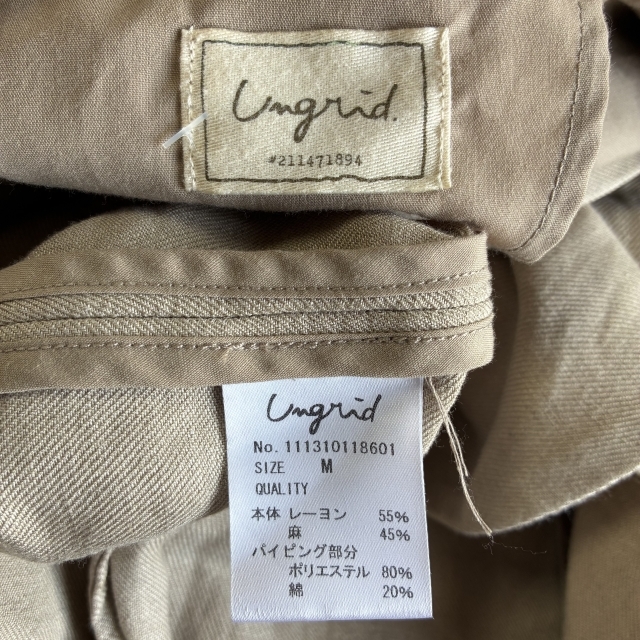 Ungrid.
#211471894
Ungrid
No. 111310118601
SIZE M
QUALITY
本体 レーヨン 55%
麻 45%
パイピング部分
ポリエステル 80%
綿 20%